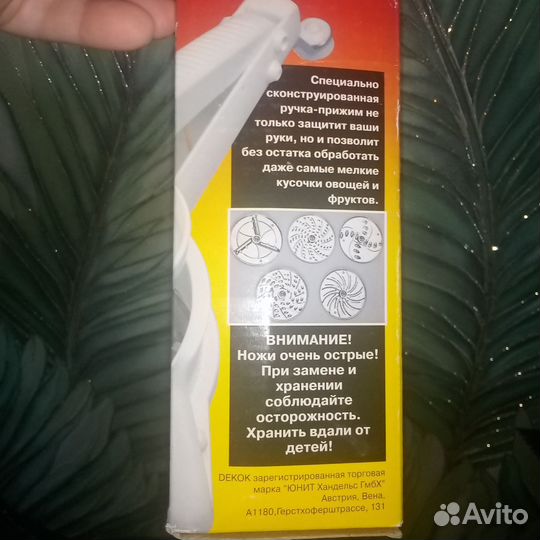 Специально
сконструированная
ручка-прижим не
только защитит ваши
руки, но и позволит
без остатка обработать
даже самые мелкие
кусочки овощей и
фруктов.
ВНИМАНИЕ!
Ножи очень острые!
При замене и
хранении
соблюдайте
осторожность.
Хранить вдали от
детей!
DEKOK зарегистрированная торговая
марка "ЮНИТ Хандельс ГмбХ"
Австрия, Вена,
А1180,Герстхоферштрассе, 131
Avito